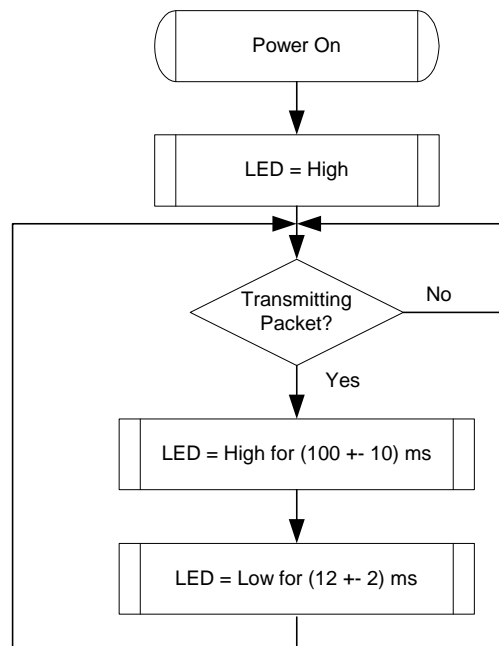 Power On
LED = High
Transmitting
Packet?
No
Yes
LED = High for (100 +- 10) ms
LED = Low for (12 +- 2) ms